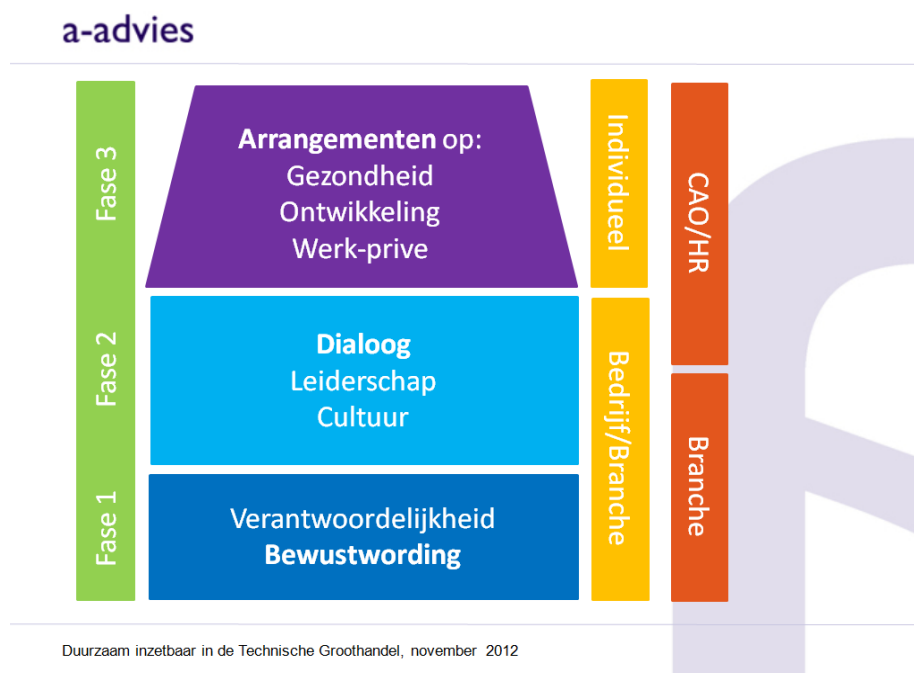 a-advies
Fase 3
Arrangementen op:
Gezondheid
Ontwikkeling
Werk-prive
Individueel
CAO/HR
Fase 2
Dialoog
Leiderschap
Cultuur
Bedrijf/Branche
Branche
Fase 1
Verantwoordelijkheid
Bewustwording
Duurzaam inzetbaar in de Technische Groothandel, november 2012